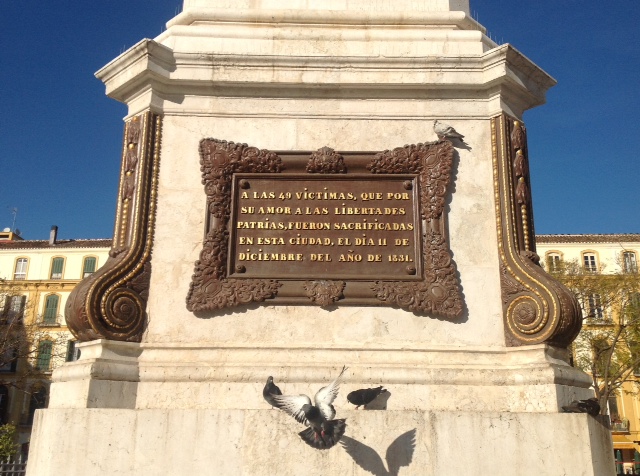 A LAS 49 VÍCTIMAS, QUE POR
SU AMOR A LAS LIBERTADES
PATRIAS, FUERON SACRIFICADAS
EN ESTA CIUDAD, EL DÍA 11 DE
DICIEMBRE DEL AÑO DE 1831.